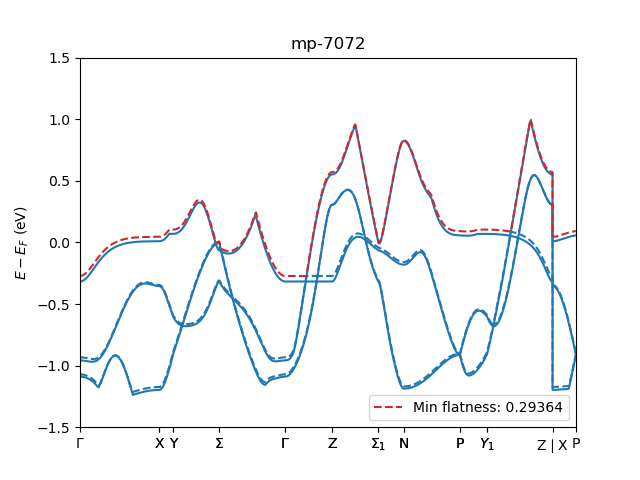 mp-7072
E − E_F (eV)
1.5
1.0
0.5
0.0
−0.5
−1.0
−1.5
Min flatness: 0.29364
Γ X Y Σ Γ Z Σ₁ N P Y₁ Z | X P